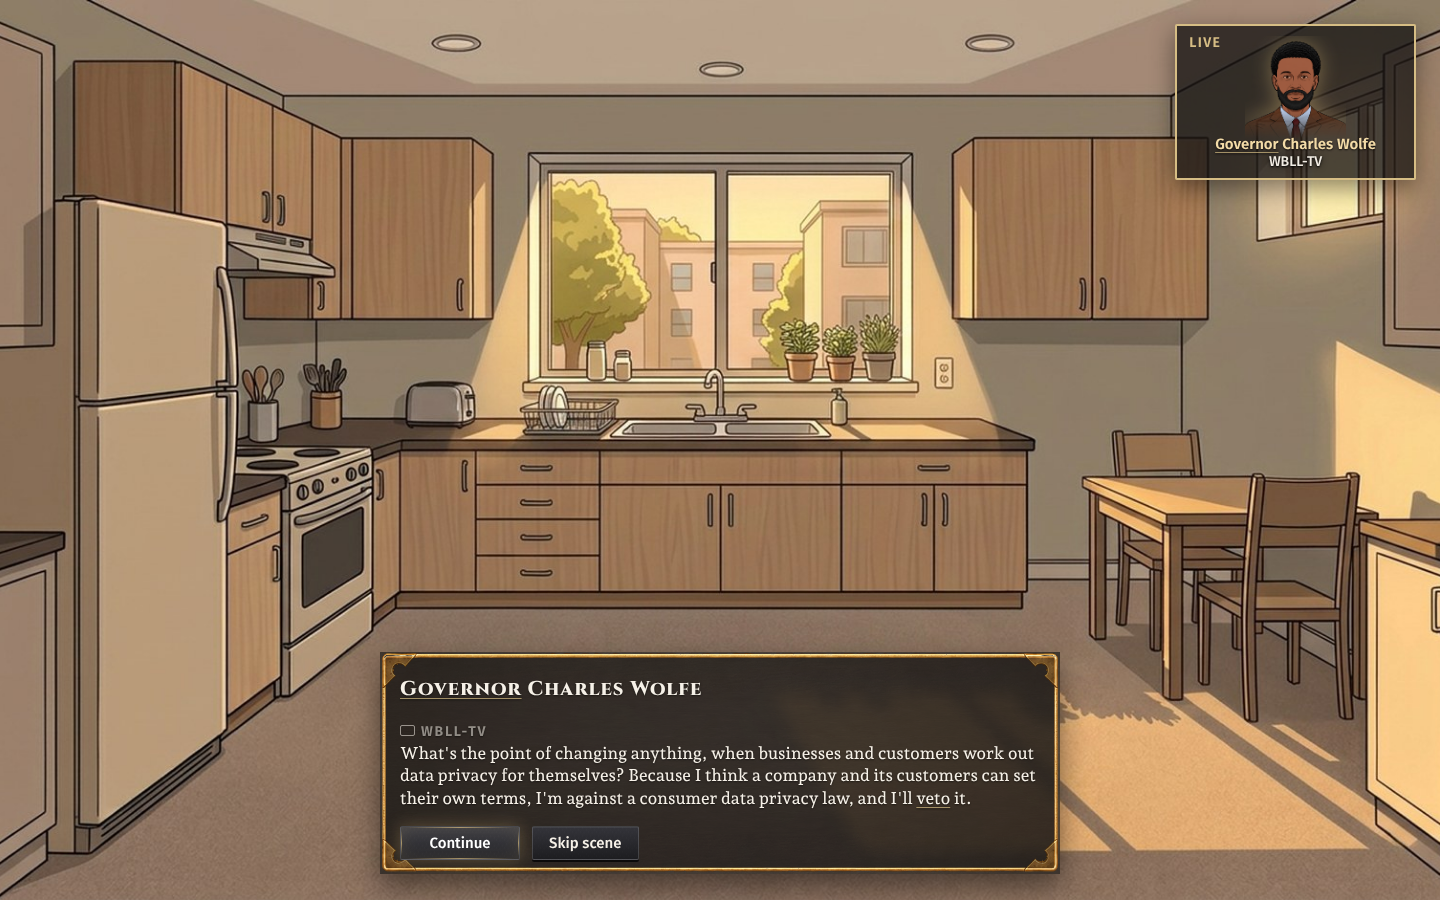 LIVE
Governor Charles Wolfe
WBLL-TV
Governor Charles Wolfe
WBLL-TV
What's the point of changing anything, when businesses and customers work out
data privacy for themselves? Because I think a company and its customers can set
their own terms, I'm against a consumer data privacy law, and I'll veto it.
Continue
Skip scene